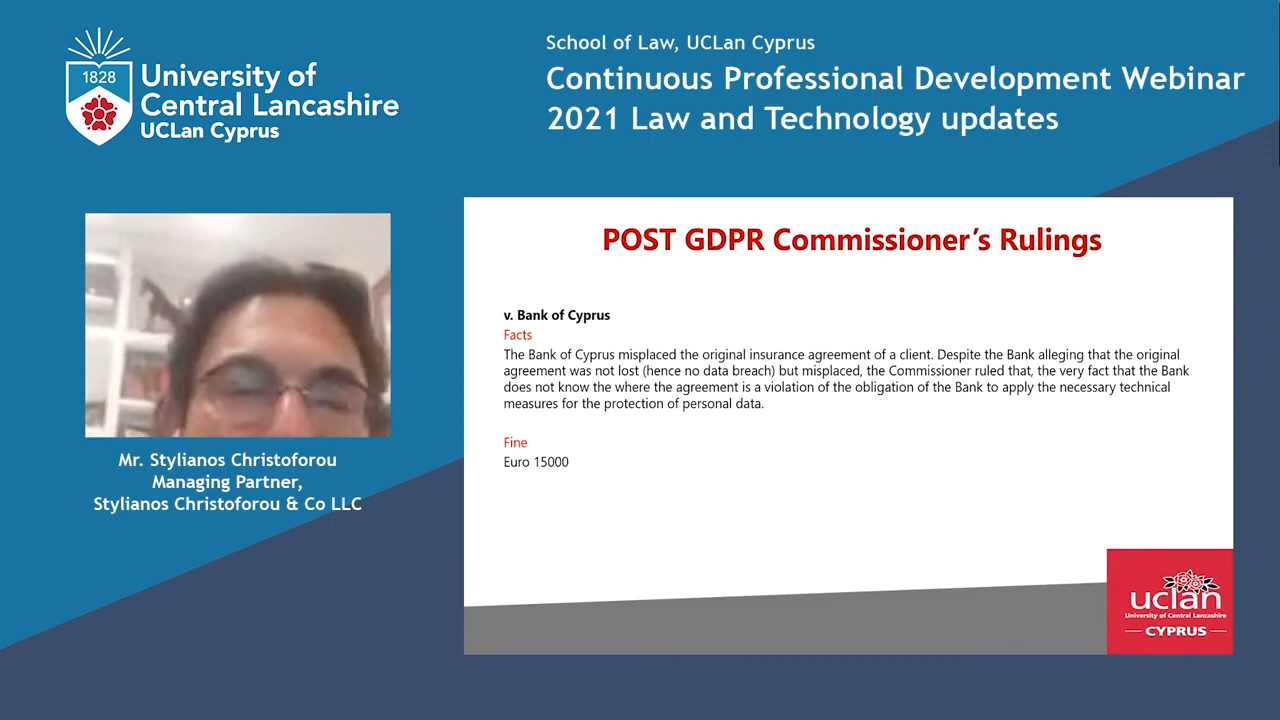 1828
University of
Central Lancashire
UCLan Cyprus
School of Law, UCLan Cyprus
Continuous Professional Development Webinar
2021 Law and Technology updates
Mr. Stylianos Christoforou
Managing Partner,
Stylianos Christoforou & Co LLC
POST GDPR Commissioner’s Rulings
v. Bank of Cyprus
Facts
The Bank of Cyprus misplaced the original insurance agreement of a client. Despite the Bank alleging that the original
agreement was not lost (hence no data breach) but misplaced, the Commissioner ruled that, the very fact that the Bank
does not know the where the agreement is a violation of the obligation of the Bank to apply the necessary technical
measures for the protection of personal data.
Fine
Euro 15000
uclan
University of Central Lancashire
CYPRUS